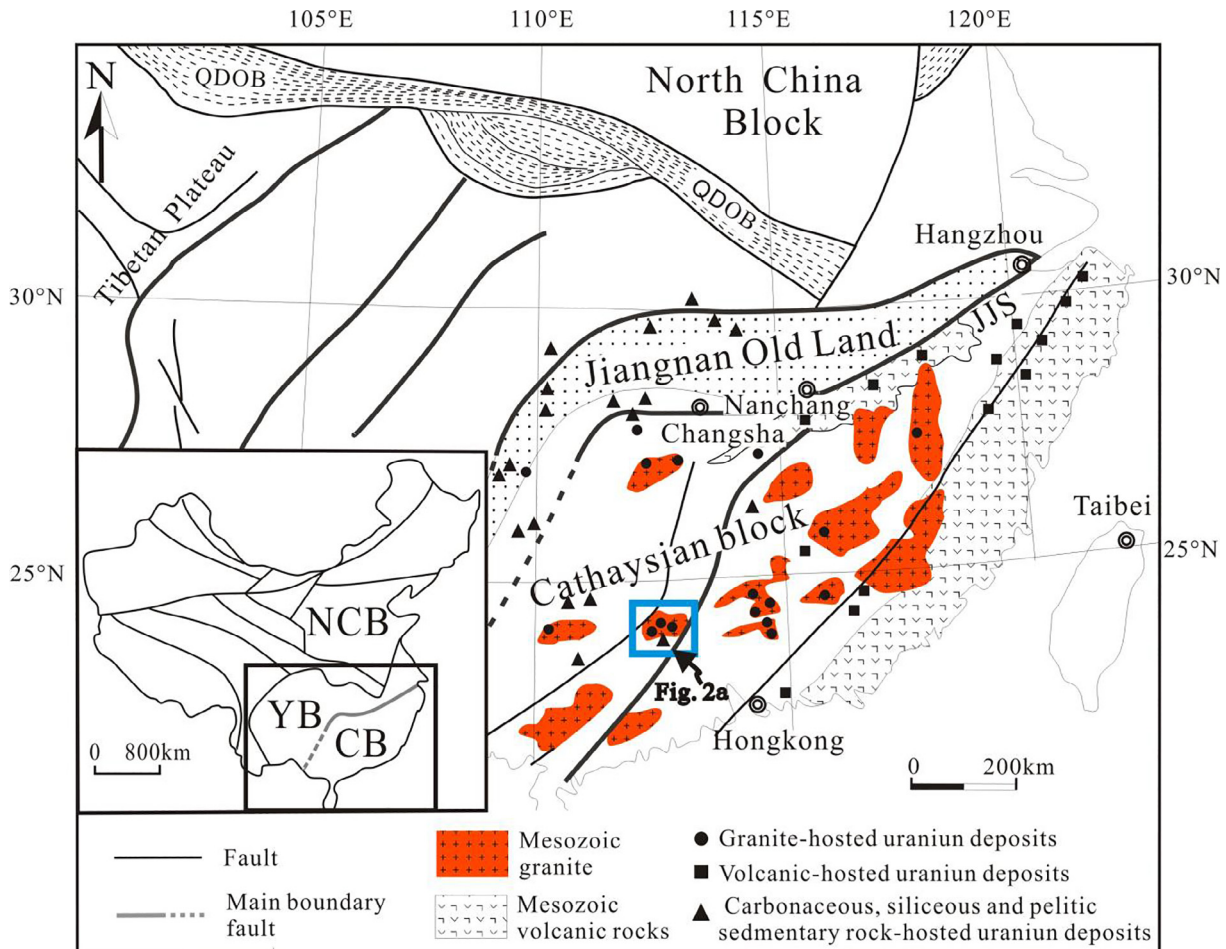 105°E
110°E
115°E
120°E
N
QDOB
North China
Block
Tibetan Plateau
QDOB
Hangzhou
30°N
30°N
JJS
Jiangnan Old Land
Nanchang
Changsha
Taibei
Cathaysian block
25°N
25°N
NCB
Fig. 2a
YB
CB
0 800km
Hongkong
0 200km
Fault
Main boundary
fault
Mesozoic
granite
Mesozoic
volcanic rocks
Granite-hosted uraniun deposits
Volcanic-hosted uraniun deposits
Carbonaceous, siliceous and pelitic
sedimentary rock-hosted uraniun deposits